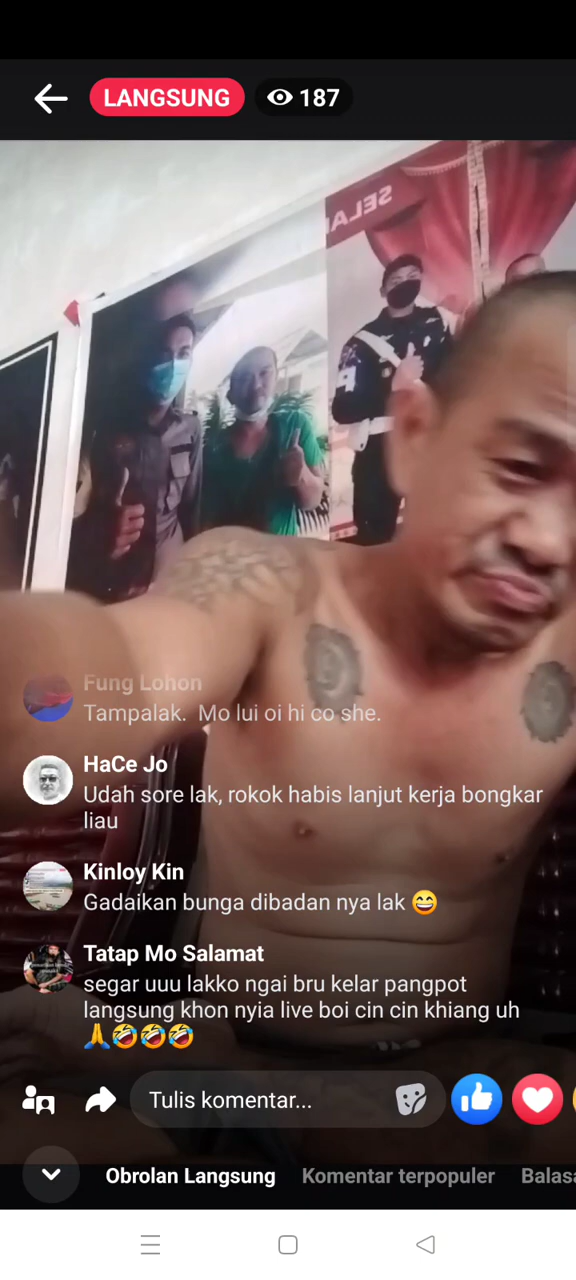 LANGSUNG
187
SELA
Fung Lohon
Tampalak. Mo lui oi hi co she.
HaCe Jo
Udah sore lak, rokok habis lanjut kerja bongkar
liau
Kinloy Kin
Gadaikan bunga dibadan nya lak 😄
Tatap Mo Salamat
segar uuu lakko ngai bru kelar pangpot
langsung khon nyia live boi cin cin khiang uh
🙏🤣🤣🤣
Tulis komentar...
Obrolan Langsung
Komentar terpopuler
Balasa